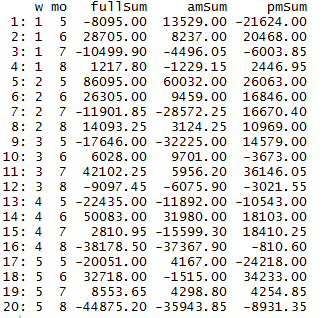 w mo fullSum amSum pmSum
1: 1 5 -8095.00 13529.00 -21624.00
2: 1 6 28705.00 8237.00 20468.00
3: 1 7 -10499.90 -4496.05 -6003.85
4: 1 8 1217.80 -1229.15 2446.95
5: 2 5 86095.00 60032.00 26063.00
6: 2 6 26305.00 9459.00 16846.00
7: 2 7 -11901.85 -28572.25 16670.40
8: 2 8 14093.25 3124.25 10969.00
9: 3 5 -17646.00 -32225.00 14579.00
10: 3 6 6028.00 9701.00 -3673.00
11: 3 7 42102.25 5956.20 36146.05
12: 3 8 -9097.45 -6075.90 -3021.55
13: 4 5 -22435.00 -11892.00 -10543.00
14: 4 6 50083.00 31980.00 18103.00
15: 4 7 2810.95 -15599.30 18410.25
16: 4 8 -38178.50 -37367.90 -810.60
17: 5 5 -20051.00 4167.00 -24218.00
18: 5 6 32718.00 -1515.00 34233.00
19: 5 7 8553.65 4298.80 4254.85
20: 5 8 -44875.20 -35943.85 -8931.35